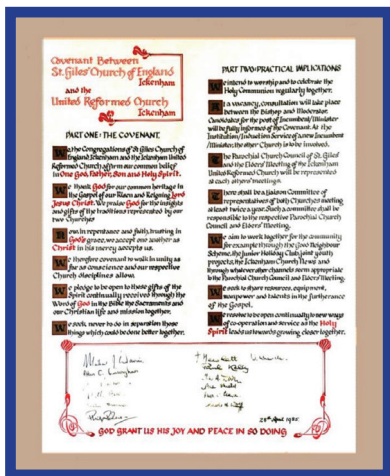 Covenant Between
St. Giles' Church of England
Ickenham
and the
United Reformed Church
Ickenham
PART ONE: THE COVENANT.
We, the Congregations of St Giles Church of
England Ickenham and the Ickenham United
Reformed Church, affirm our common belief
in One God, Father, Son and Holy Spirit.
We thank God for our common heritage in
the Gospel of our Risen and Reigning Lord
Jesus Christ. We praise God for the insights
and gifts of the traditions represented by our
two Churches
Now, in repentance and faith, trusting in
God's grace, we accept one another as
Christ in his mercy accepts us.
We therefore covenant to walk in unity as
far as conscience and our respective
Church disciplines allow.
We pledge to be open to those gifts of the
Spirit continually received through the
Word of God in the Bible the Sacraments and
our Christian life and mission together.
We seek never to do in separation those
things which could be done better together.
PART TWO: PRACTICAL IMPLICATIONS
We intend to worship and to celebrate the
Holy Communion regularly together.
At a vacancy, consultation will take place
between the Bishop and Moderator.
Candidates for the post of Incumbent/Minister
will be fully informed of the Covenant. At the
Institution/Induction Service of a new Incumbent
/Minister, the other Church is to be involved.
The Parochial Church Council of St. Giles
and the Elders' Meeting of the Ickenham
United Reformed Church will be represented
at each others' meetings.
There shall be a Liaison Committee of
representatives of both Churches meeting
at least twice a year. Such a committee shall be
responsible to the respective Parochial Church
Council and Elders' Meeting.
We aim to work together for the community
for example through the Good Neighbour
Scheme, the Junior Holiday Club, joint youth
projects, the Ickenham Church News and
through whatever other channels seem appropriate
to the Parochial Church Council and Elders' Meeting.
We seek to share resources, equipment,
manpower and talents in the furtherance
of the Gospel.
We resolve to be open continually to new ways
of co-operation and service as the Holy
Spirit leads us towards growing closer together.
28th April 1985
GOD GRANT US HIS JOY AND PEACE IN SO DOING